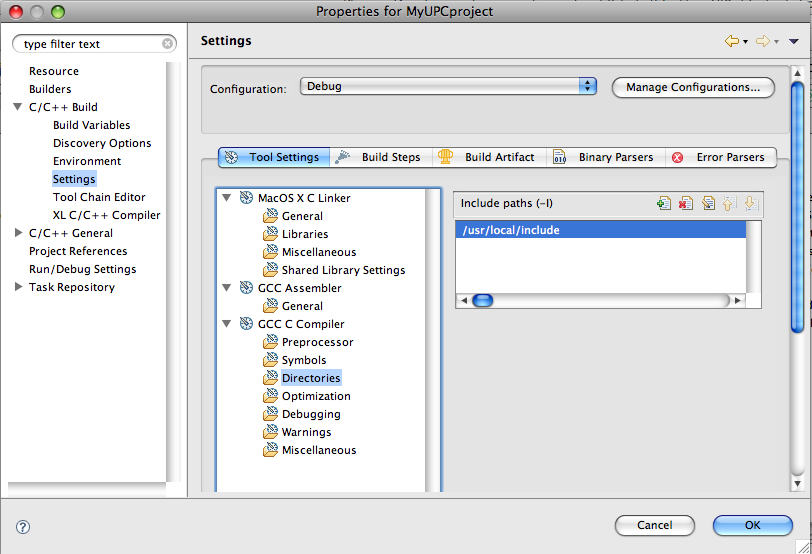 Properties for MyUPCproject
type filter text
Resource
Builders
C/C++ Build
Build Variables
Discovery Options
Environment
Settings
Tool Chain Editor
XL C/C++ Compiler
C/C++ General
Project References
Run/Debug Settings
Task Repository
Settings
Configuration:
Debug
Manage Configurations...
Tool Settings
Build Steps
Build Artifact
010
Binary Parsers
Error Parsers
MacOS X C Linker
General
Libraries
Miscellaneous
Shared Library Settings
GCC Assembler
General
GCC C Compiler
Preprocessor
Symbols
Directories
Optimization
Debugging
Warnings
Miscellaneous
Include paths (-I)
/usr/local/include
?
Cancel
OK